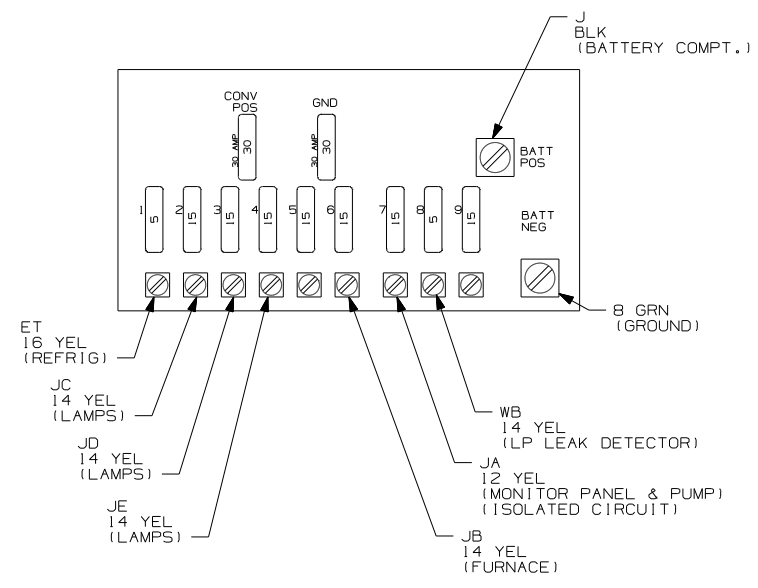 J
BLK
(BATTERY COMPT.)
CONV
POS
GND
30 AMP
30
30 AMP
30
BATT
POS
1
5
2
15
3
15
4
15
5
15
6
15
7
15
8
5
9
15
BATT
NEG
8 GRN
(GROUND)
ET
16 YEL
(REFRIG)
JC
14 YEL
(LAMPS)
JD
14 YEL
(LAMPS)
JE
14 YEL
(LAMPS)
WB
14 YEL
(LP LEAK DETECTOR)
JA
12 YEL
(MONITOR PANEL & PUMP)
(ISOLATED CIRCUIT)
JB
14 YEL
(FURNACE)